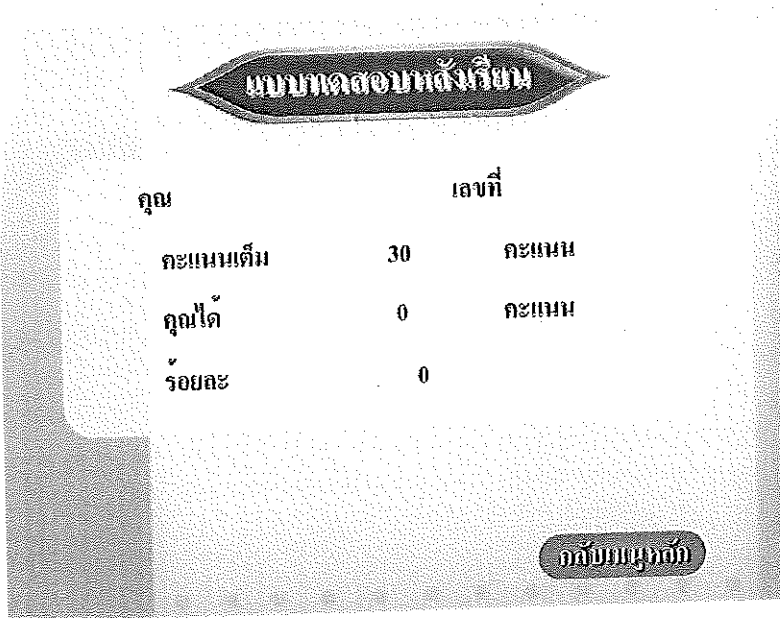 แบบทดสอบหลังเรียน
คุณ เลขที่
คะแนนเต็ม 30 คะแนน
คุณได้ 0 คะแนน
ร้อยละ 0
กลับเมนูหลัก